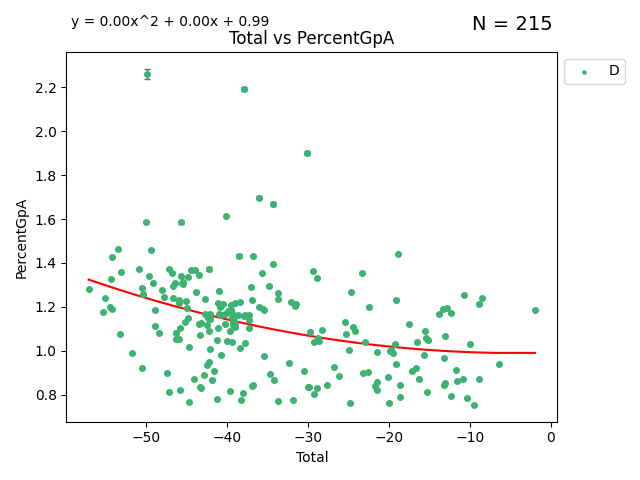 y = 0.00x^2 + 0.00x + 0.99
N = 215
Total vs PercentGpA
D
PercentGpA
2.2
2.0
1.8
1.6
1.4
1.2
1.0
0.8
−50
−40
−30
−20
−10
0
Total